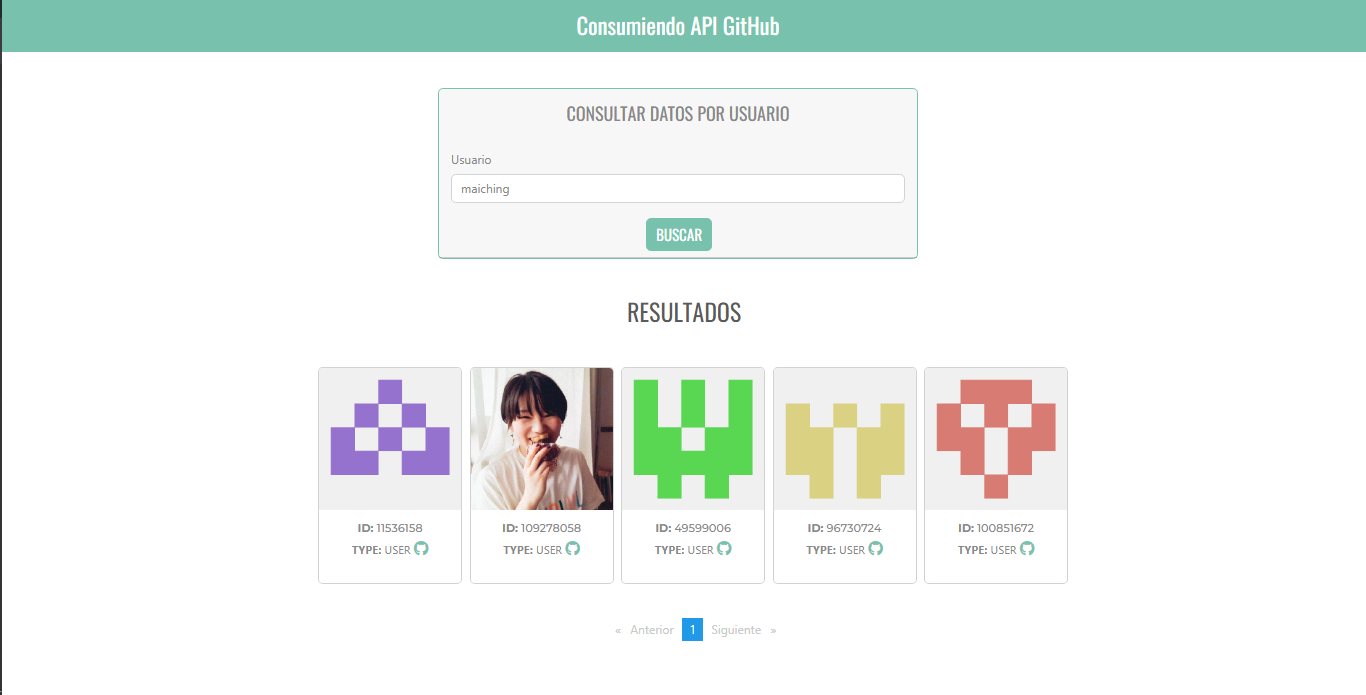 Consumiendo API GitHub
CONSULTAR DATOS POR USUARIO
Usuario
maiching
BUSCAR
RESULTADOS
ID: 11536158
TYPE: USER
ID: 109278058
TYPE: USER
ID: 49599006
TYPE: USER
ID: 96730724
TYPE: USER
ID: 100851672
TYPE: USER
« Anterior 1 Siguiente »